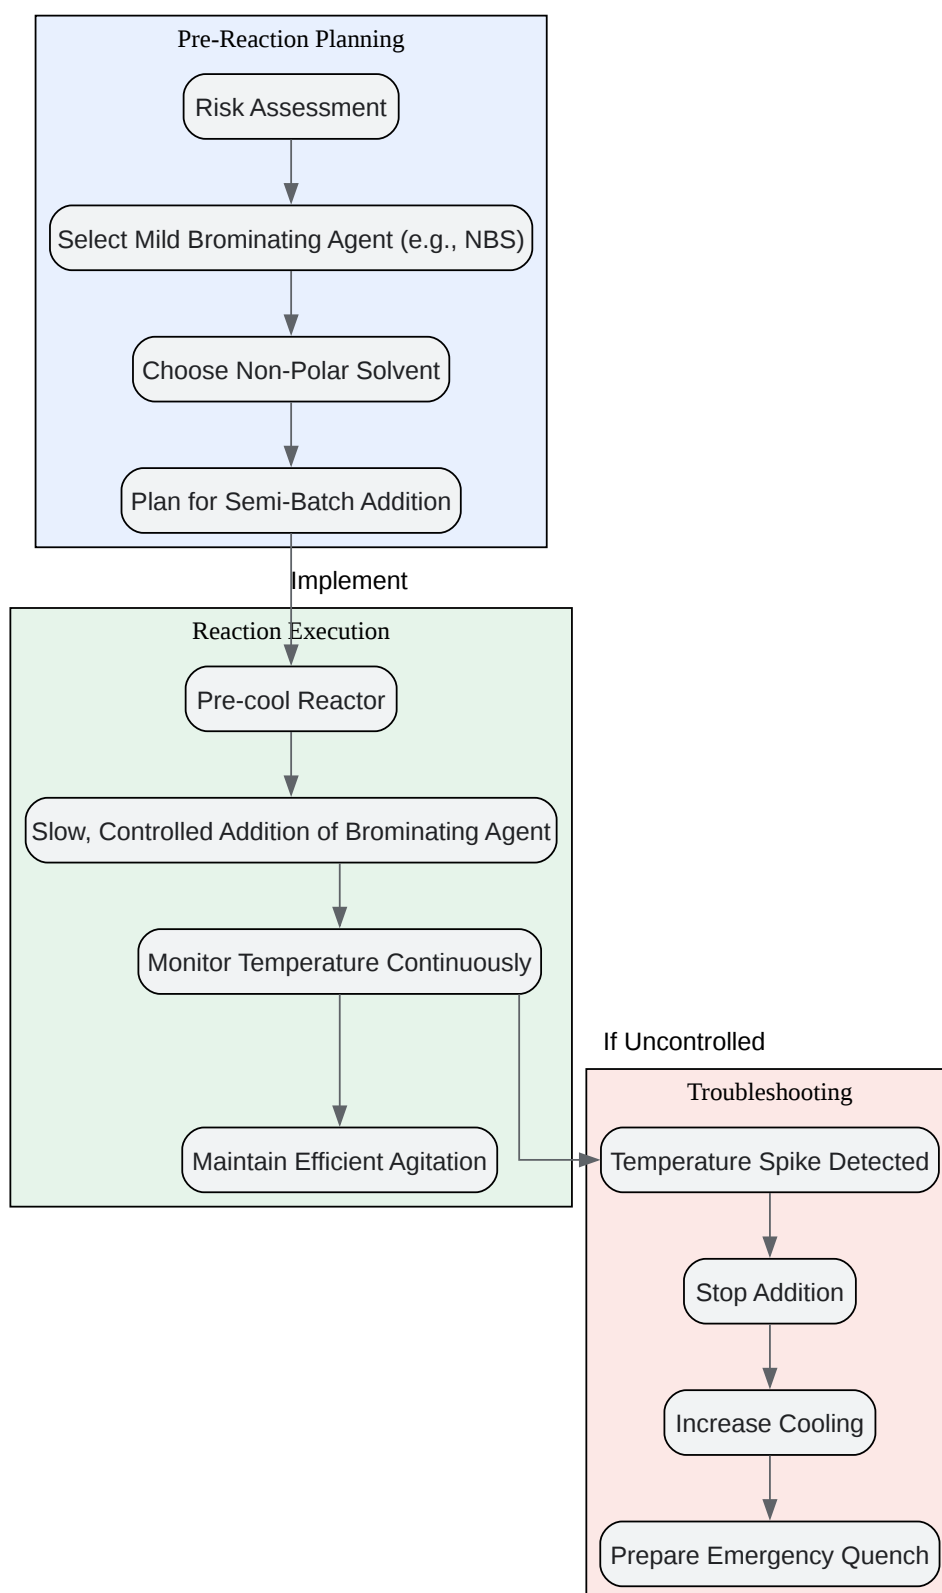 Pre-Reaction Planning
Risk Assessment
Select Mild Brominating Agent (e.g., NBS)
Choose Non-Polar Solvent
Plan for Semi-Batch Addition
Implement
Reaction Execution
Pre-cool Reactor
Slow, Controlled Addition of Brominating Agent
Monitor Temperature Continuously
Maintain Efficient Agitation
If Uncontrolled
Troubleshooting
Temperature Spike Detected
Stop Addition
Increase Cooling
Prepare Emergency Quench